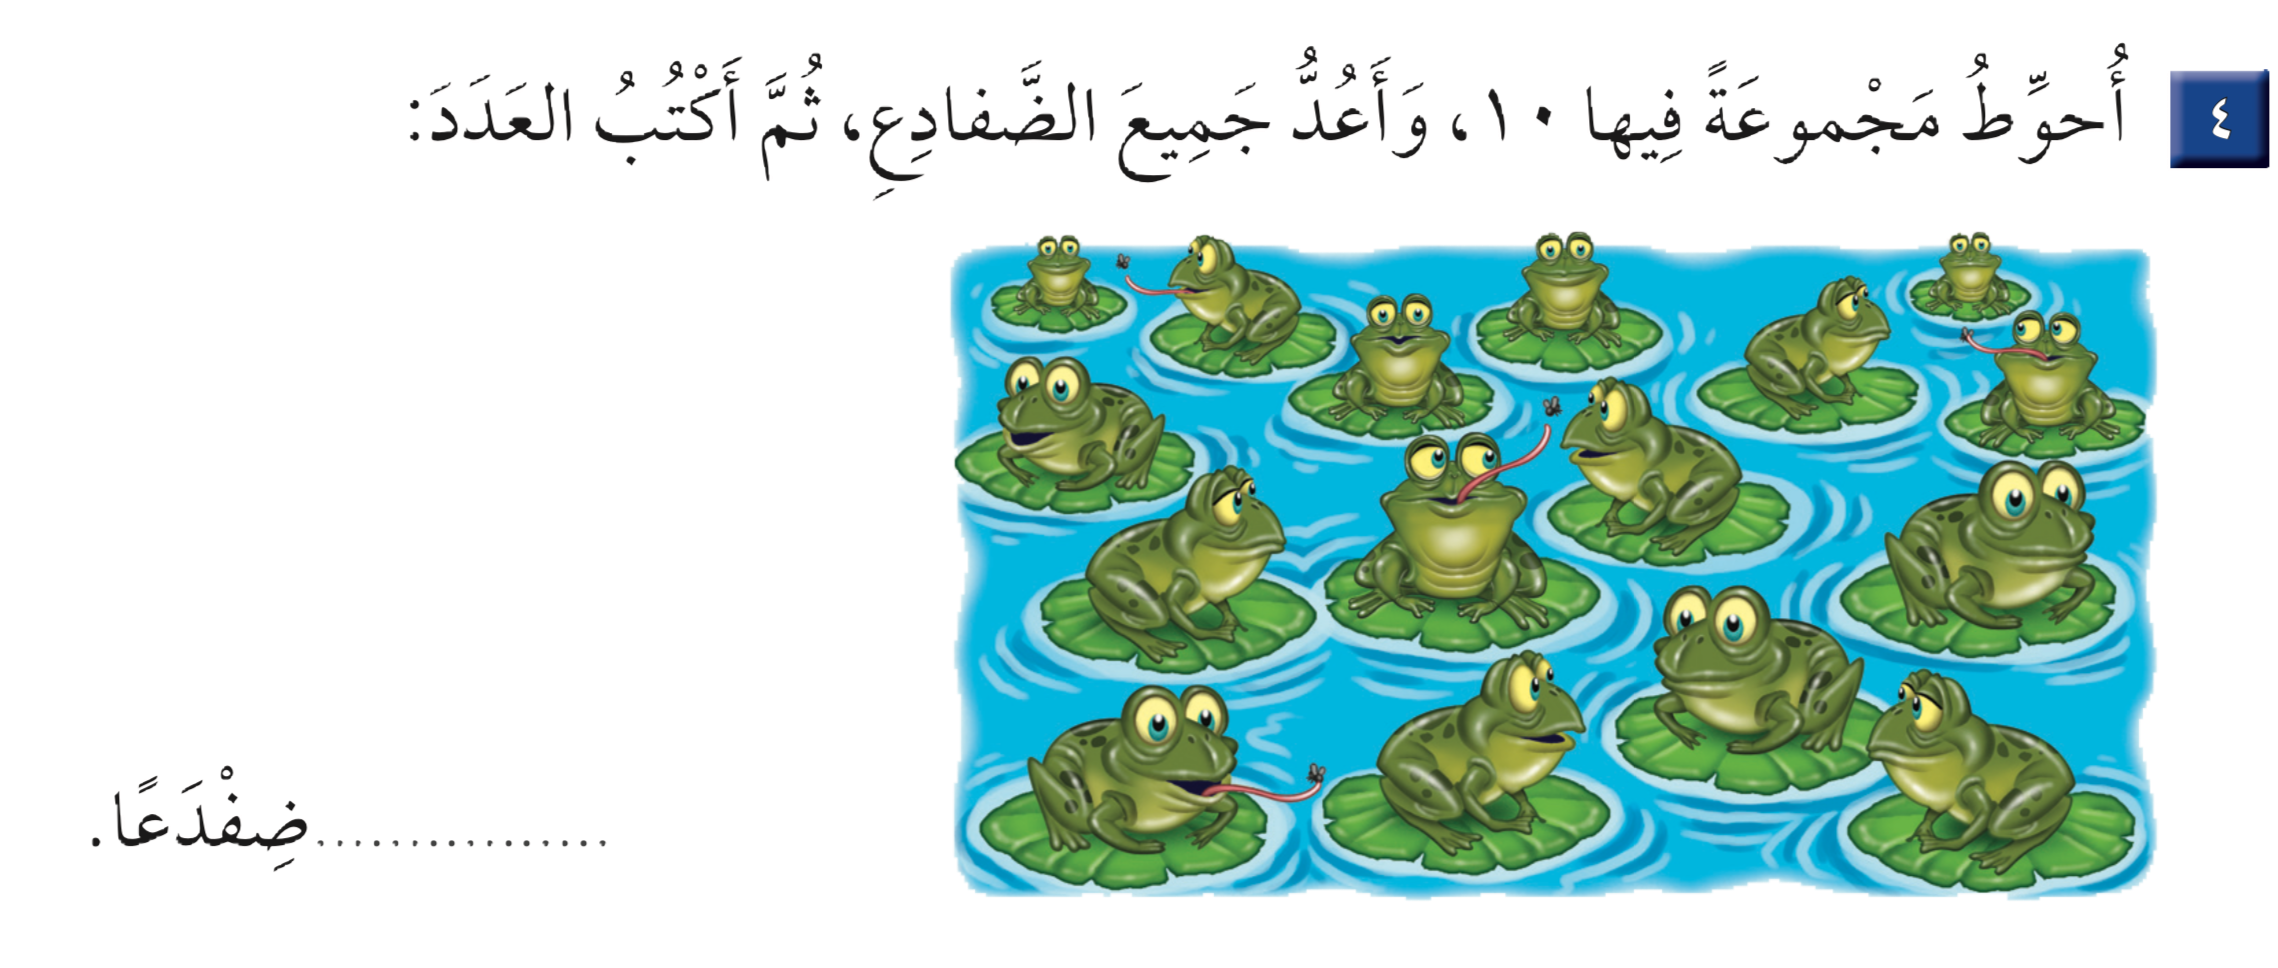 ٤ أُحوِّطُ مَجْموعَةً فِيها ١٠، وَأَعُدُّ جَمِيعَ الضَّفادِعِ، ثُمَّ أَكْتُبُ العَدَدَ:
................ضِفْدَعًا.